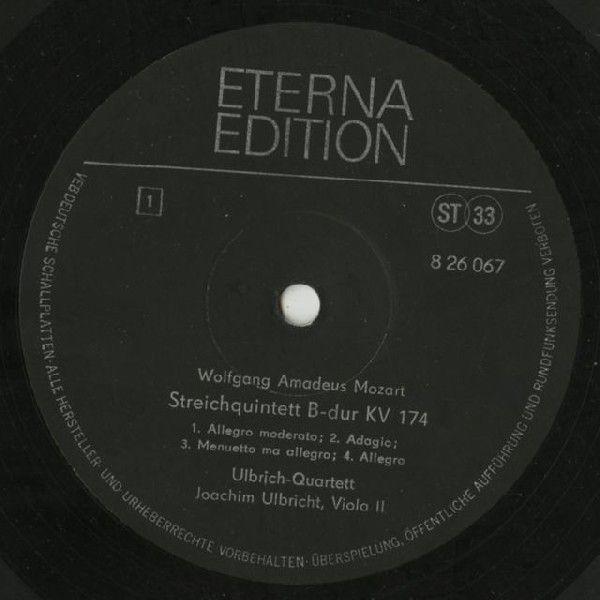 ETERNA
EDITION
1
ST 33
8 26 067
Wolfgang Amadeus Mozart
Streichquintett B-dur KV 174
1. Allegro moderato; 2. Adagio;
3. Menuetto ma allegro; 4. Allegro
Ulbrich-Quartett
Joachim Ulbricht, Viola II
VEB DEUTSCHE SCHALLPLATTEN · ALLE HERSTELLER- UND URHEBERRECHTE VORBEHALTEN · ÜBERSPIELUNG, ÖFFENTLICHE AUFFÜHRUNG UND RUNDFUNKSENDUNG VERBOTEN